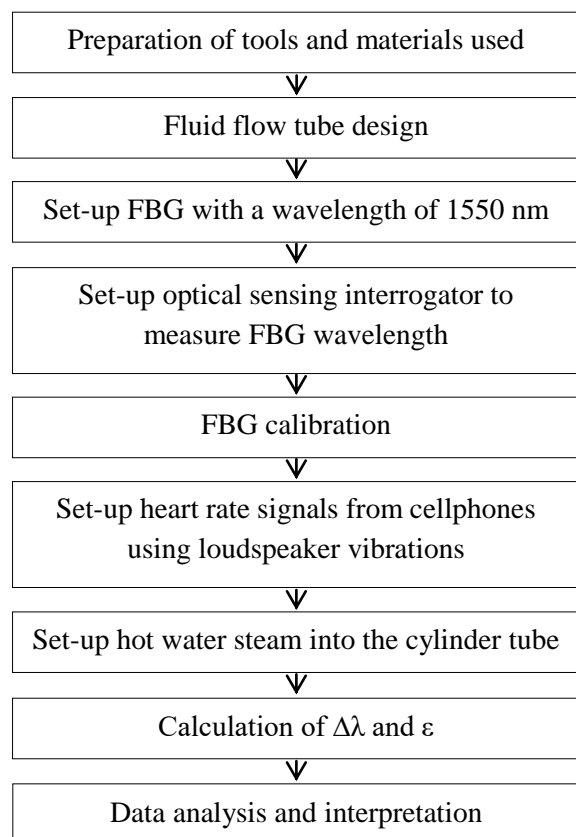 Preparation of tools and materials used
Fluid flow tube design
Set-up FBG with a wavelength of 1550 nm
Set-up optical sensing interrogator to
measure FBG wavelength
FBG calibration
Set-up heart rate signals from cellphones
using loudspeaker vibrations
Set-up hot water steam into the cylinder tube
Calculation of Δλ and ε
Data analysis and interpretation